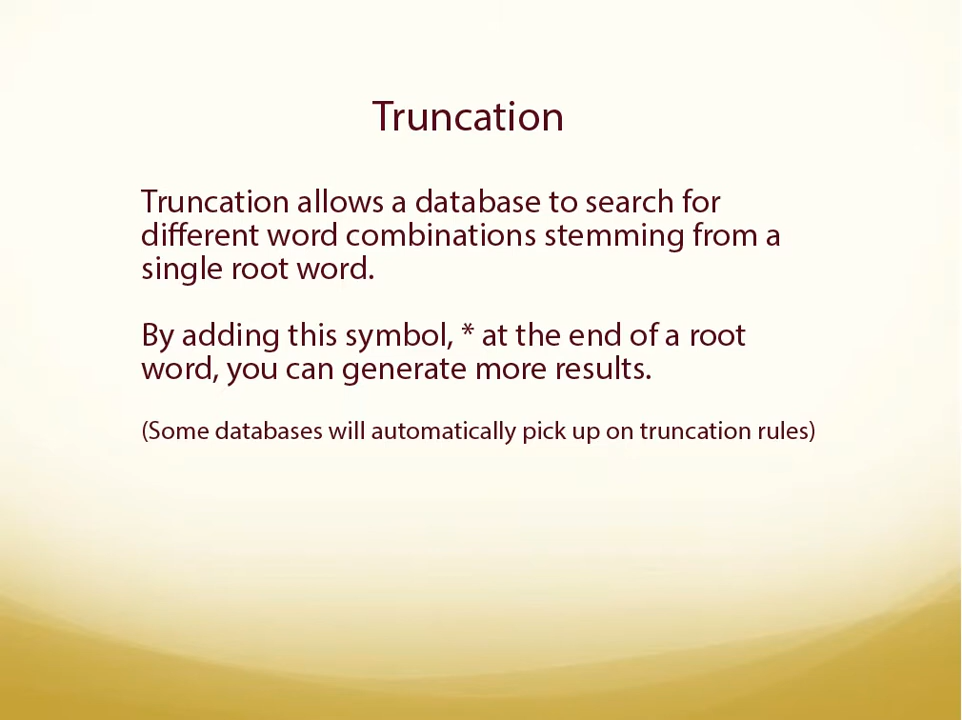 Truncation
Truncation allows a database to search for
different word combinations stemming from a
single root word.
By adding this symbol, * at the end of a root
word, you can generate more results.
(Some databases will automatically pick up on truncation rules)